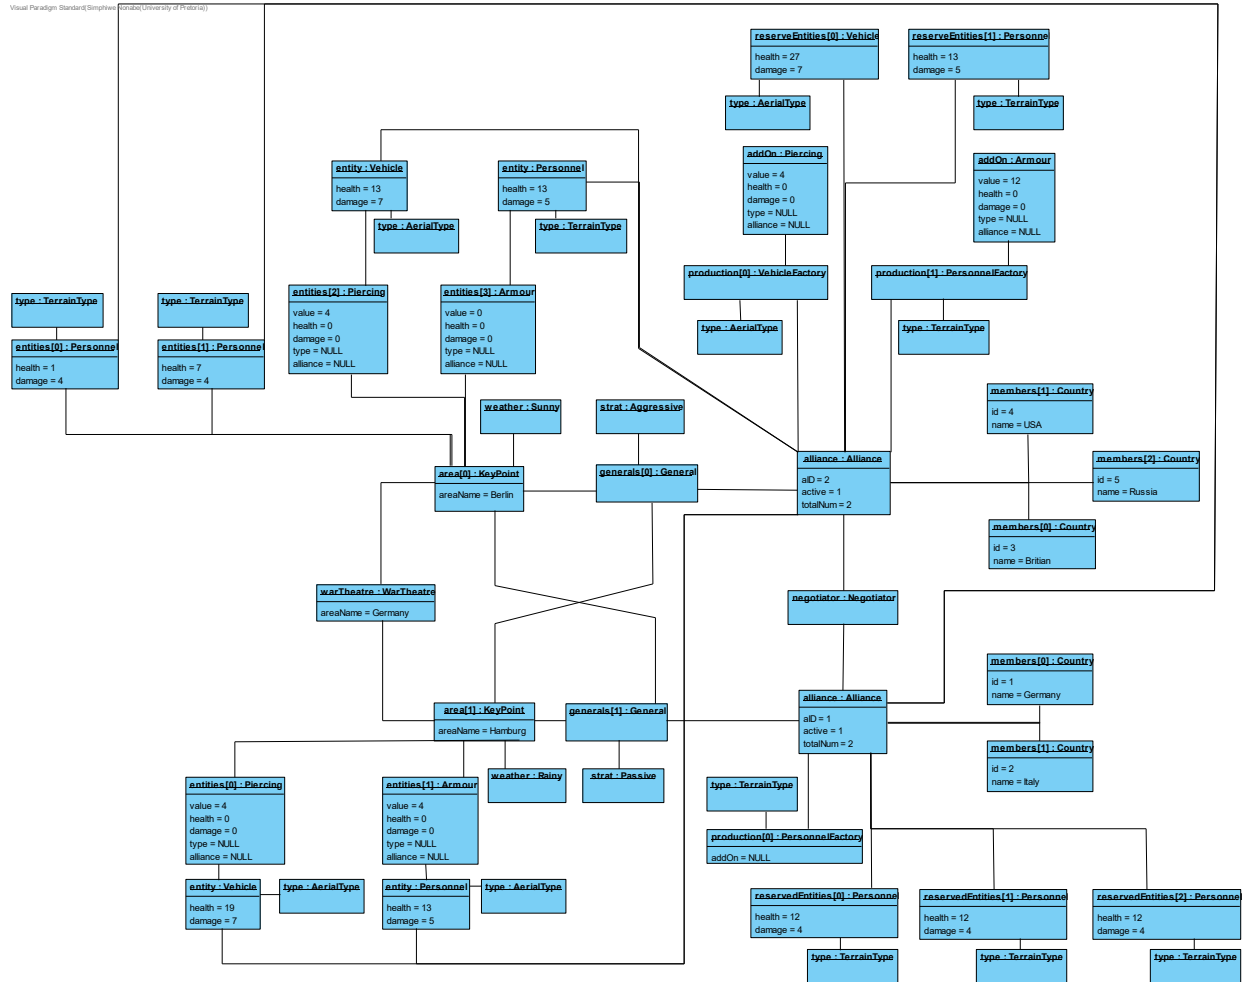 Visual Paradigm Standard(Simphiwe Nonabe(University of Pretoria))
reserveEntities[0] : Vehicle
health = 27
damage = 7
type : AerialType
reserveEntities[1] : Personne
health = 13
damage = 5
type : TerrainType
entity : Vehicle
health = 13
damage = 7
type : AerialType
entity : Personnel
health = 13
damage = 5
type : TerrainType
addOn : Piercing
value = 4
health = 0
damage = 0
type = NULL
alliance = NULL
addOn : Armour
value = 12
health = 0
damage = 0
type = NULL
alliance = NULL
production[0] : VehicleFactory
type : AerialType
production[1] : PersonnelFactory
type : TerrainType
type : TerrainType
entities[0] : Personnel
health = 1
damage = 4
type : TerrainType
entities[1] : Personnel
health = 7
damage = 4
entities[2] : Piercing
value = 4
health = 0
damage = 0
type = NULL
alliance = NULL
entities[3] : Armour
value = 0
health = 0
damage = 0
type = NULL
alliance = NULL
weather : Sunny
strat : Aggressive
area[0] : KeyPoint
areaName = Berlin
generals[0] : General
alliance : Alliance
aID = 2
active = 1
totalNum = 2
members[1] : Country
id = 4
name = USA
members[2] : Country
id = 5
name = Russia
members[0] : Country
id = 3
name = Britian
warTheatre : WarTheatre
areaName = Germany
negotiator : Negotiator
area[1] : KeyPoint
areaName = Hamburg
generals[1] : General
weather : Rainy
strat : Passive
alliance : Alliance
aID = 1
active = 1
totalNum = 2
members[0] : Country
id = 1
name = Germany
members[1] : Country
id = 2
name = Italy
entities[0] : Piercing
value = 4
health = 0
damage = 0
type = NULL
alliance = NULL
entities[1] : Armour
value = 4
health = 0
damage = 0
type = NULL
alliance = NULL
entity : Vehicle
health = 19
damage = 7
type : AerialType
entity : Personnel
health = 13
damage = 5
type : AerialType
type : TerrainType
production[0] : PersonnelFactory
addOn = NULL
reservedEntities[0] : Personne
health = 12
damage = 4
type : TerrainType
reservedEntities[1] : Personne
health = 12
damage = 4
type : TerrainType
reservedEntities[2] : Personne
health = 12
damage = 4
type : TerrainType